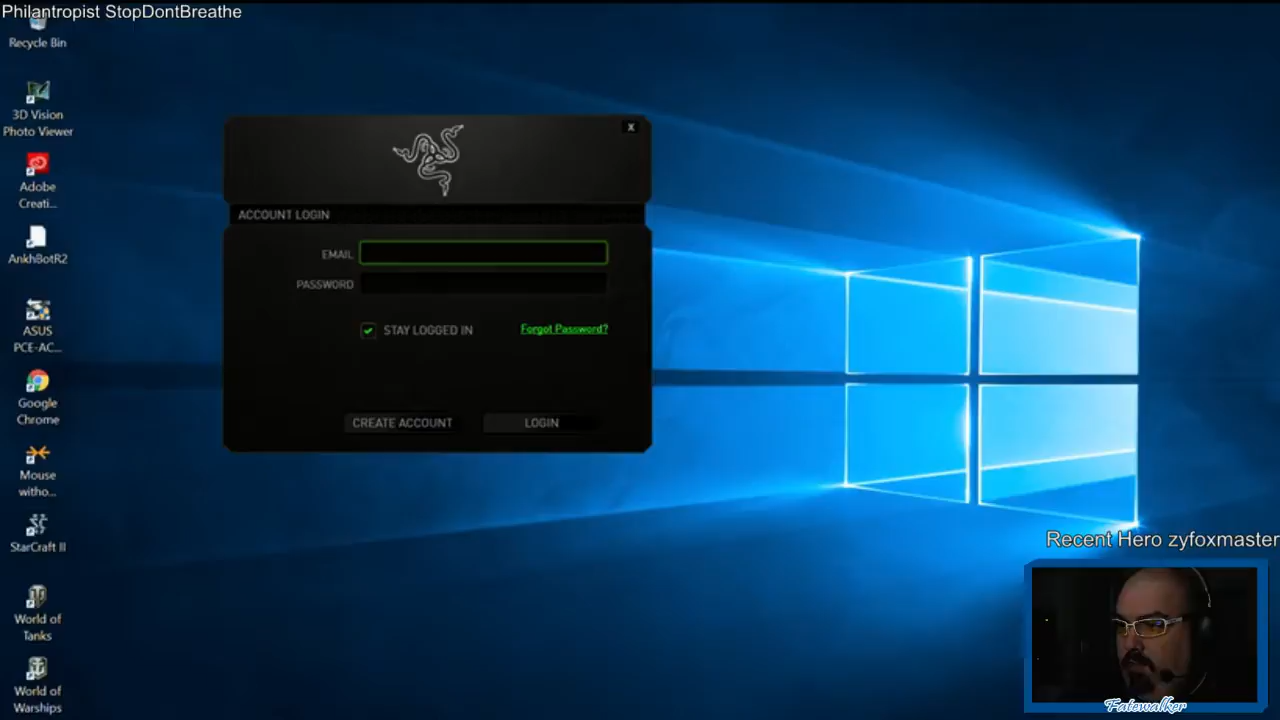 Philantropist StopDontBreathe
Recycle Bin
3D Vision
Photo Viewer
Adobe
Creati...
AnkhBotR2
ASUS
PCE-AC...
Google
Chrome
Mouse
witho...
StarCraft II
World of
Tanks
World of
Warships
X
ACCOUNT LOGIN
EMAIL
PASSWORD
STAY LOGGED IN
Forgot Password?
CREATE ACCOUNT
LOGIN
Recent Hero zyfoxmaster
Fatewalker